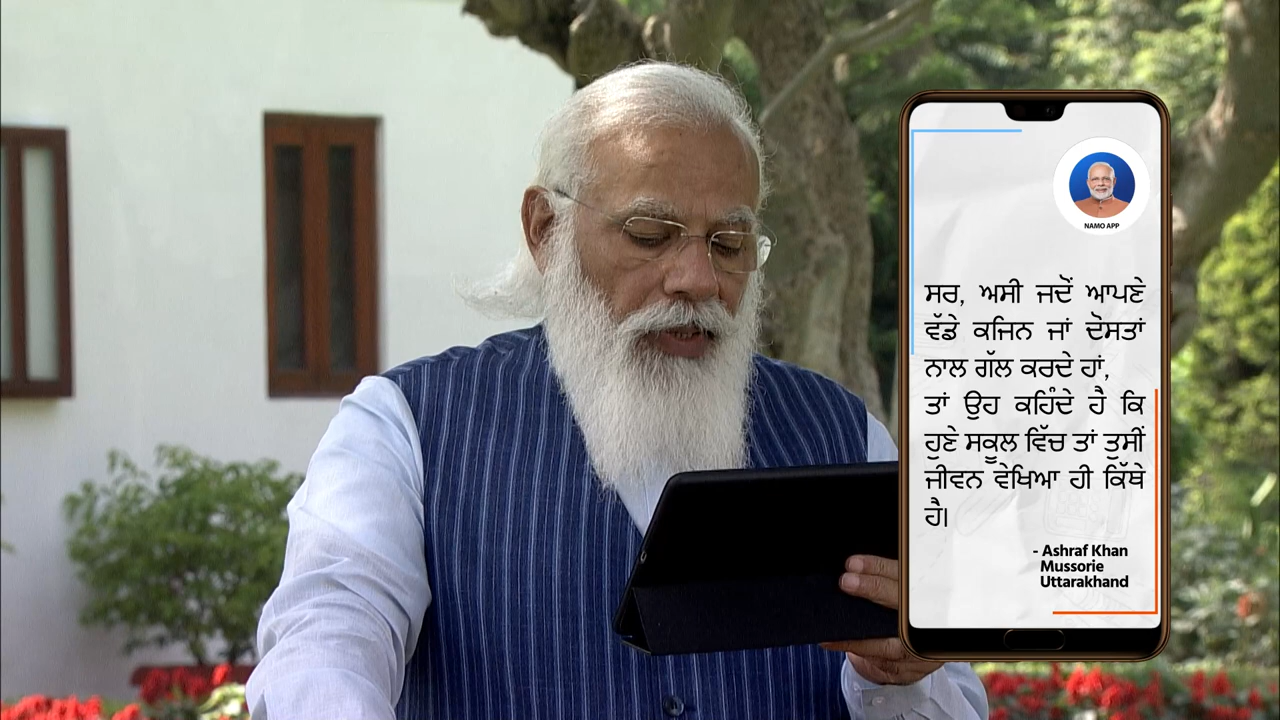 NAMO APP
ਸਰ, ਅਸੀ ਜਦੋਂ ਆਪਣੇ
ਵੱਡੇ ਕਜਿਨ ਜਾਂ ਦੋਸਤਾਂ
ਨਾਲ ਗੱਲ ਕਰਦੇ ਹਾਂ,
ਤਾਂ ਉਹ ਕਹਿੰਦੇ ਹੈ ਕਿ
ਹੁਣੇ ਸਕੂਲ ਵਿੱਚ ਤਾਂ ਤੁਸੀਂ
ਜੀਵਨ ਵੇਖਿਆ ਹੀ ਕਿੱਥੇ
ਹੈ।
- Ashraf Khan
Mussorie
Uttarakhand